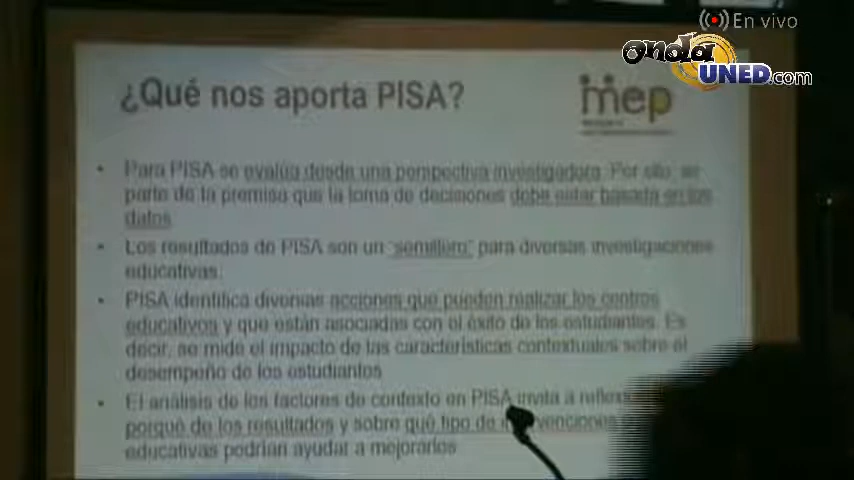 En vivo
onda
UNED.com
¿Qué nos aporta PISA?
mep
• Para PISA se evalúa desde una perspectiva investigadora. Por ello, se
parte de la premisa que la toma de decisiones debe estar basada en los
datos
• Los resultados de PISA son un "semillero" para diversas investigaciones
educativas.
• PISA identifica diversas acciones que pueden realizar los centros
educativos y que están asociadas con el éxito de los estudiantes. Es
decir, se mide el impacto de las características contextuales sobre el
desempeño de los estudiantes
• El análisis de los factores de contexto en PISA invita a
porqué de los resultados y sobre qué tipo de
educativas podrían ayudar a mejorarlos